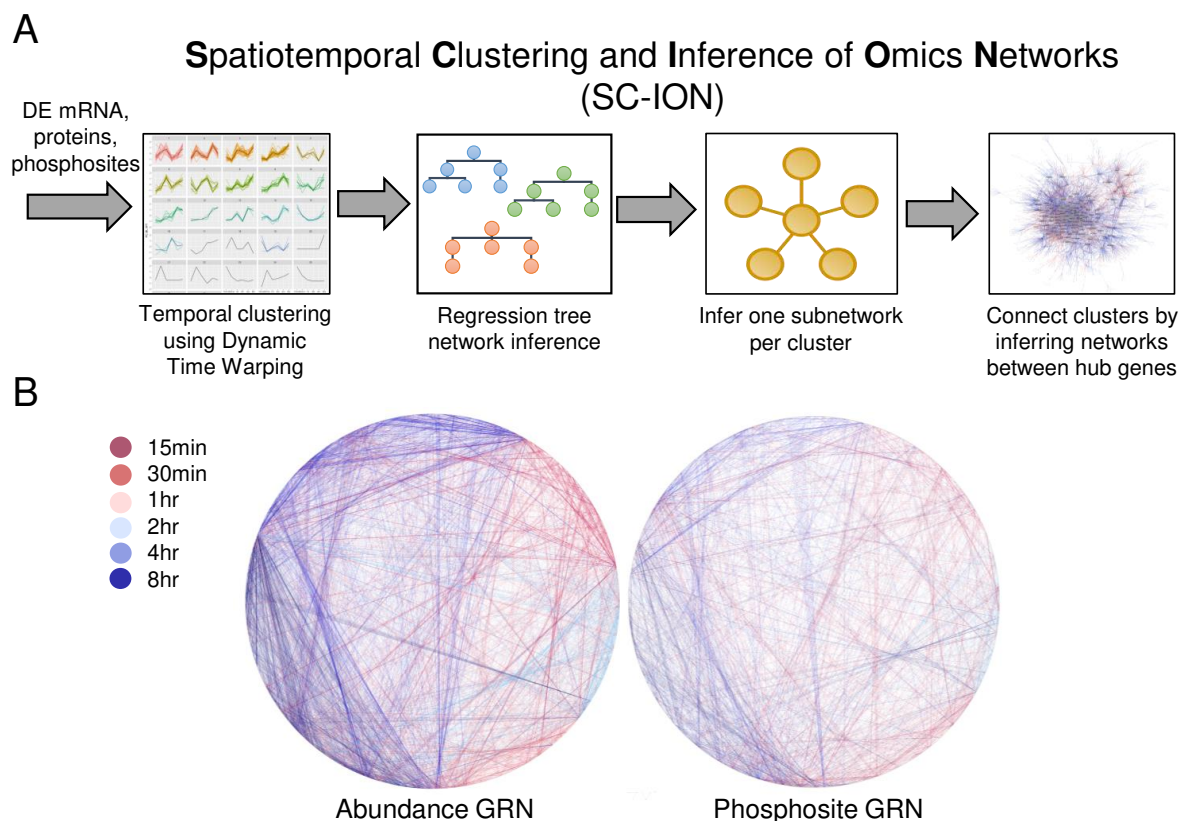 A
Spatiotemporal Clustering and Inference of Omics Networks
(SC-ION)
DE mRNA,
proteins,
phosphosites
Temporal clustering
using Dynamic
Time Warping
Regression tree
network inference
Infer one subnetwork
per cluster
Connect clusters by
inferring networks
between hub genes
B
15min
30min
1hr
2hr
4hr
8hr
Abundance GRN
Phosphosite GRN